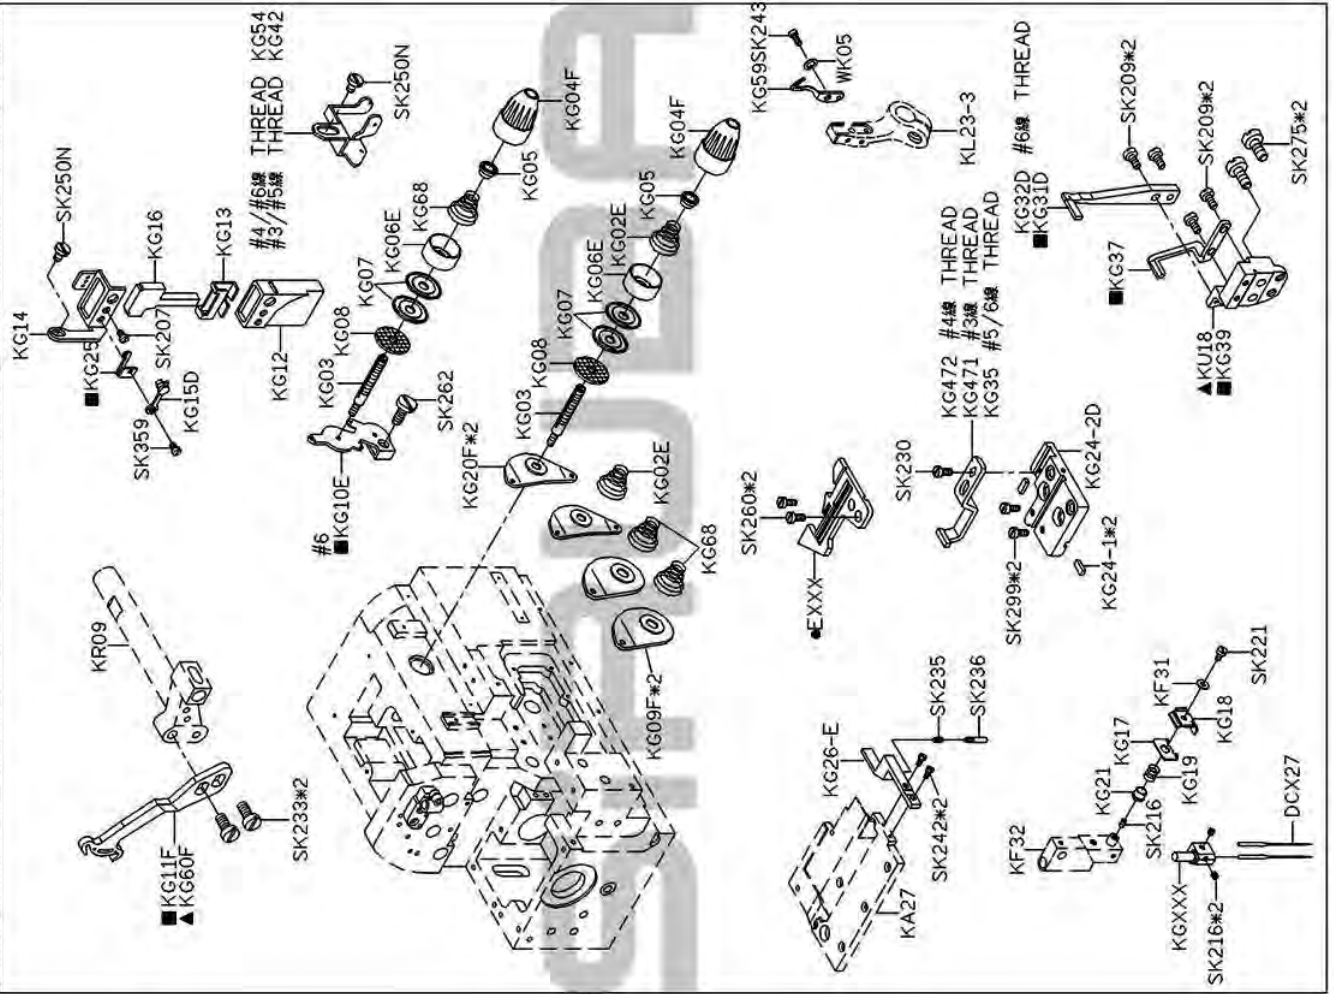 KG14
SK250N
KG16
KG13
■KG25
SK207
KG15D
SK359
KG12
#4/#6線 THREAD KG54
#3/#5線 THREAD KG42
SK250N
KG04F
KG05
KG68
KG06E
KG07
KG08
KG03
#6
■KG10E
SK262
KG04F
KG05
KG02E
KG06E
KG07
KG08
KG03
KG20F*2
KG02E
KG68
KG09F*2
KR09
SK233*2
■KG11F
▲KG60F
KG59
SK243
WK05
KL23-3
SK209*2
SK209*2
SK275*2
KG32D
■KG31D #6線 THREAD
■KG37
▲KU18
■KG39
KG472 #4線 THREAD
KG471 #3線 THREAD
KG35 #5/6線 THREAD
SK230
KG24-2D
KG24-1*2
SK299*2
SK260*2
●EXXX
SK235
SK236
KG26-E
SK242*2
KA27
SK221
KF31
KG18
KG17
KG19
KG21
SK216
KF32
KGXXX
SK216*2
DCX27
SIRUBA